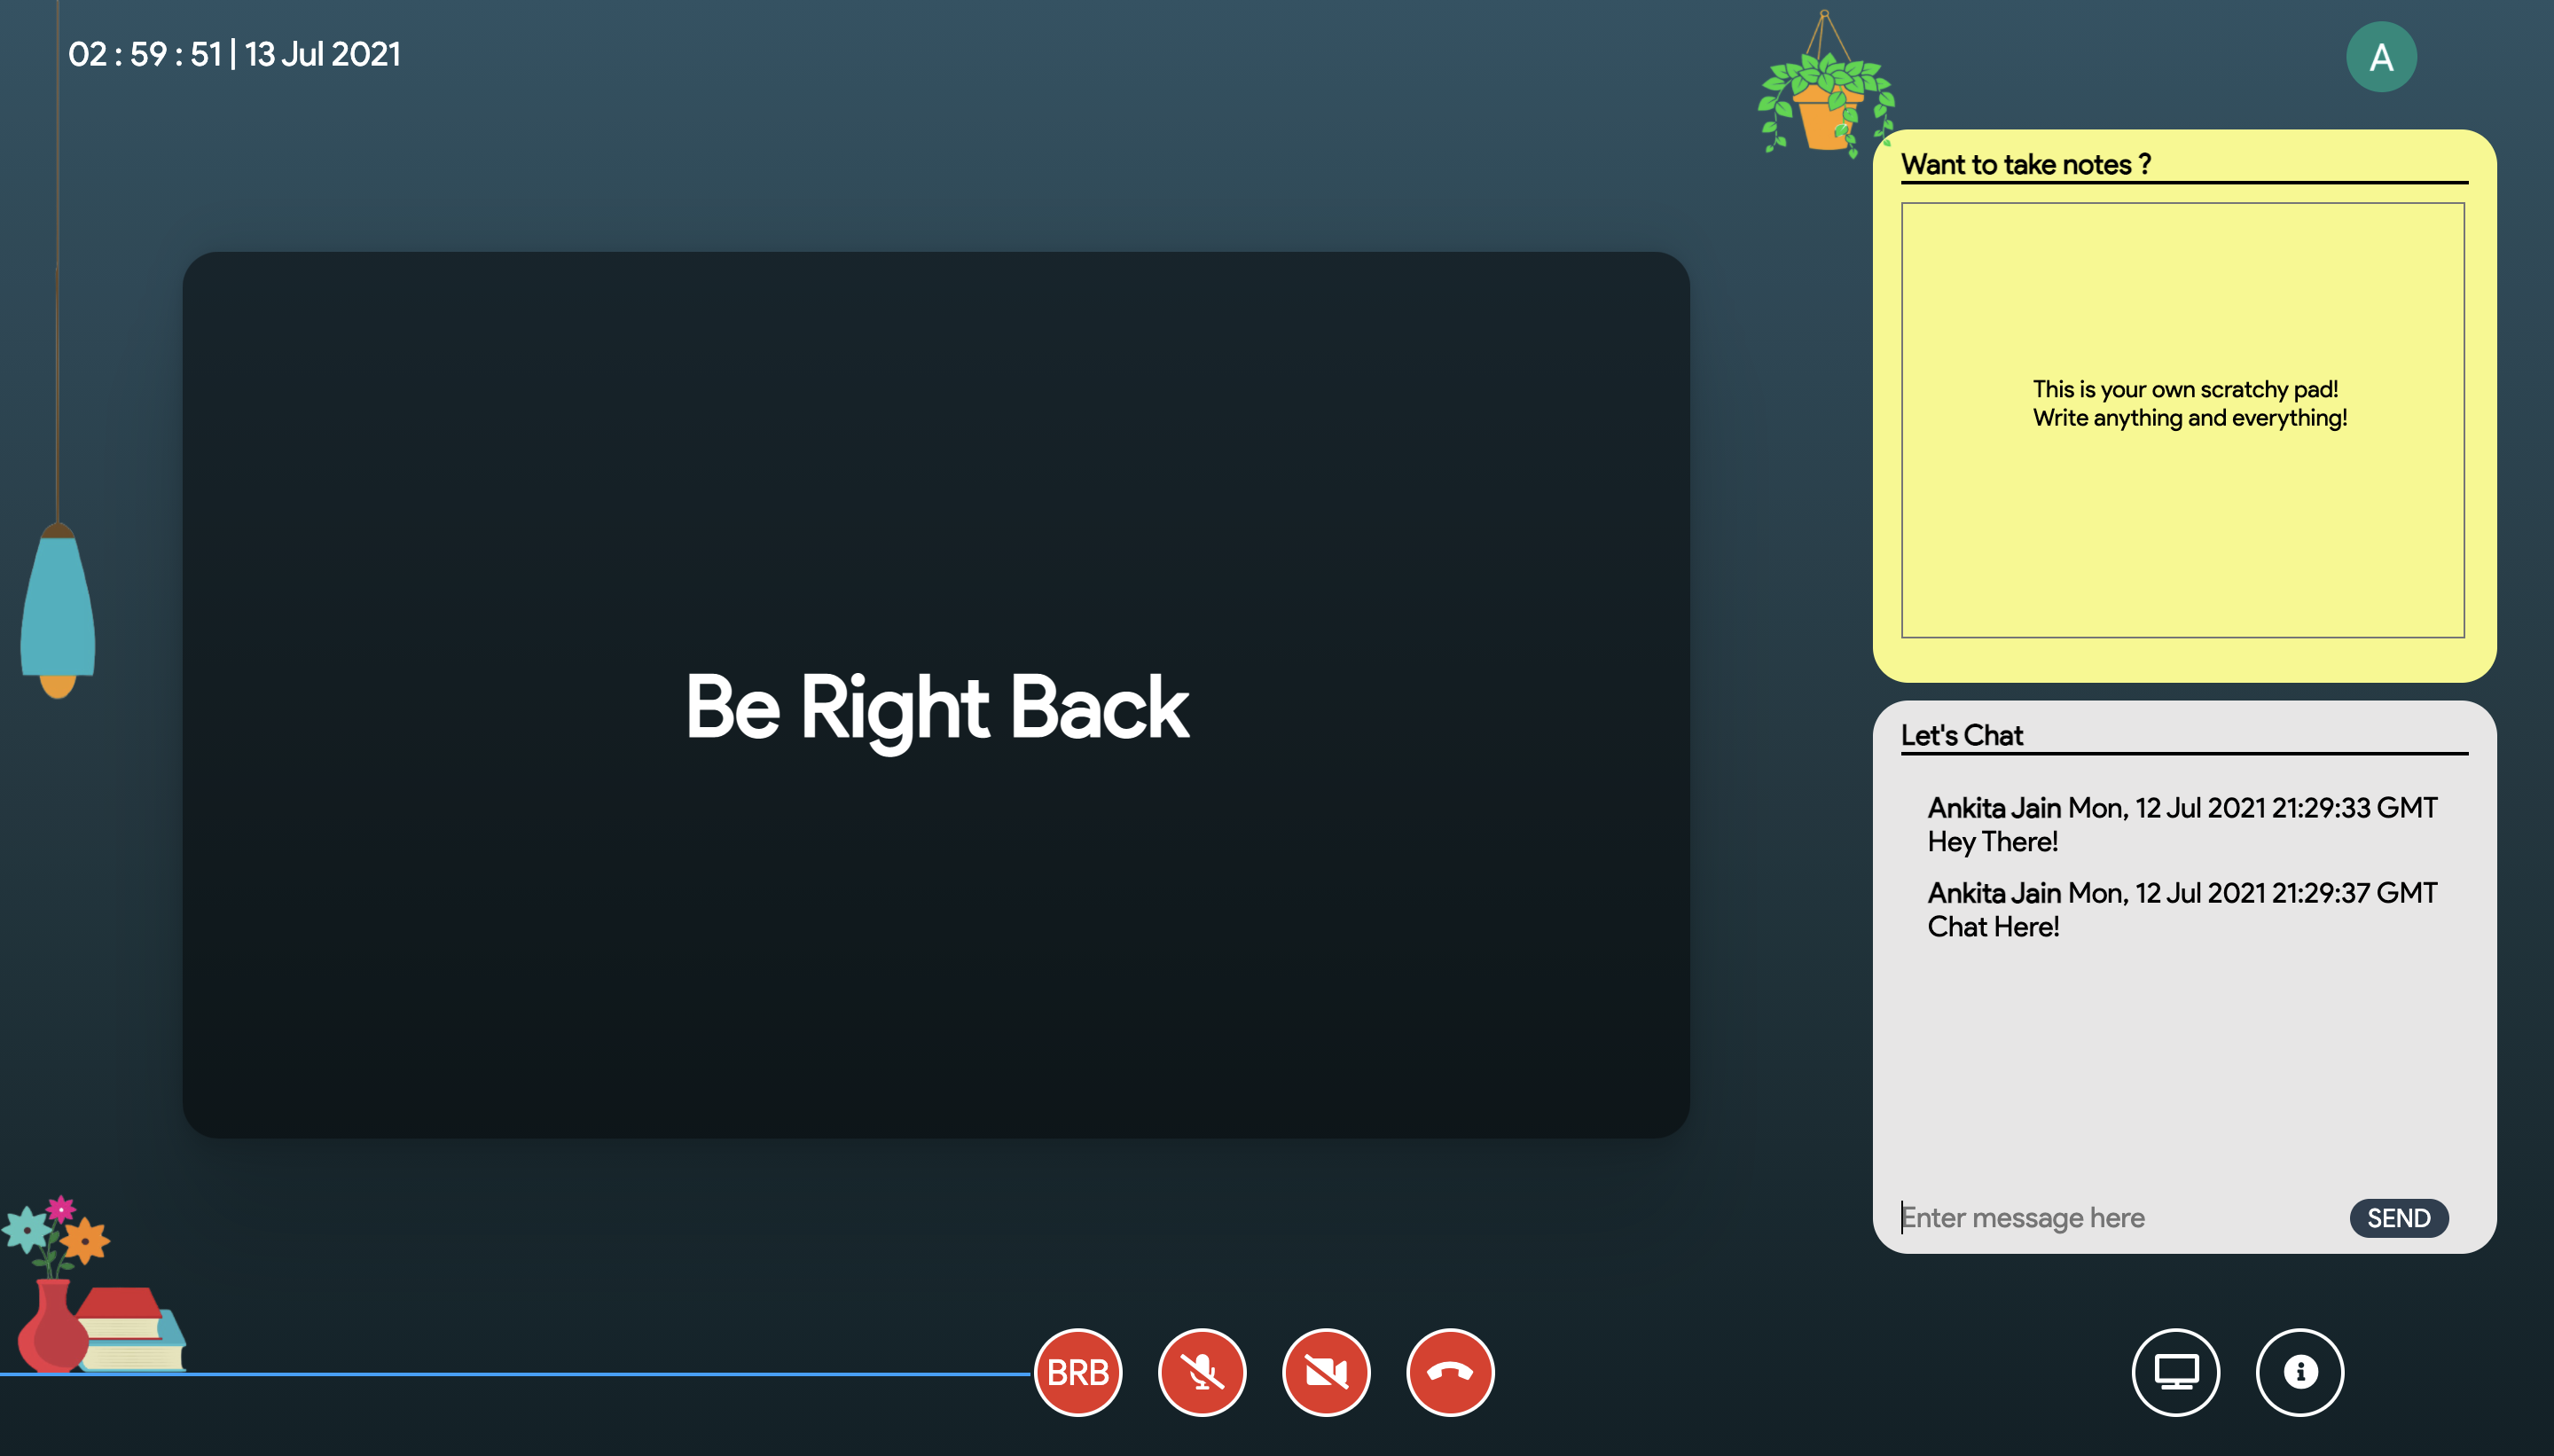 02 : 59 : 51 | 13 Jul 2021
A
Want to take notes ?
This is your own scratchy pad!
Write anything and everything!
Be Right Back
Let's Chat
Ankita Jain Mon, 12 Jul 2021 21:29:33 GMT
Hey There!
Ankita Jain Mon, 12 Jul 2021 21:29:37 GMT
Chat Here!
Enter message here
SEND
BRB